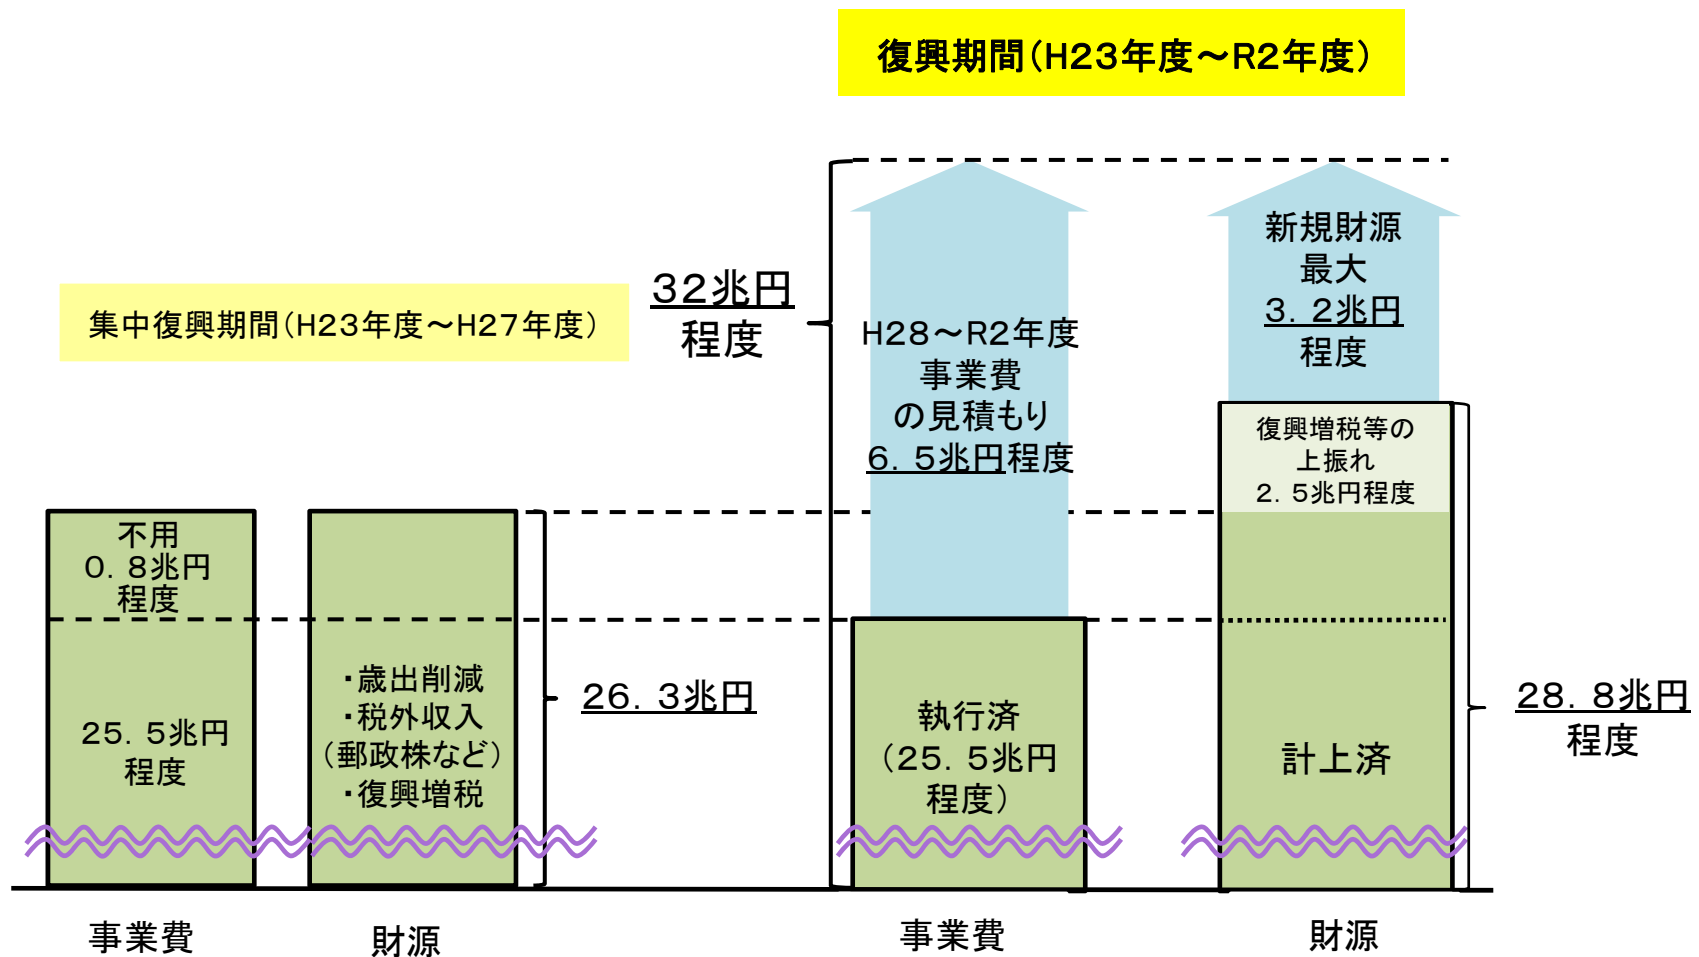 復興期間(H23年度～R2年度)
集中復興期間(H23年度～H27年度)
不用
0.8兆円
程度
25.5兆円
程度
・歳出削減
・税外収入
(郵政株など)
・復興増税
26.3兆円
事業費
財源
32兆円
程度
H28～R2年度
事業費
の見積もり
6.5兆円程度
執行済
(25.5兆円
程度)
新規財源
最大
3.2兆円
程度
復興増税等の
上振れ
2.5兆円程度
計上済
28.8兆円
程度
事業費
財源